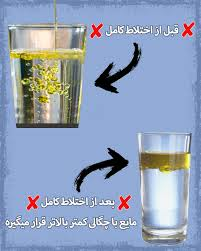 ❌ قبل از اختلاط کامل ❌
❌ بعد از اختلاط کامل ❌
مایع با چگالی کمتر بالاتر قرار میگیره